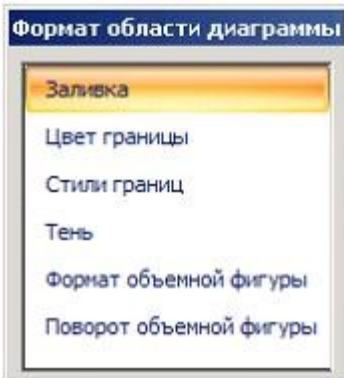 Формат области диаграммы
Заливка
Цвет границы
Стили границ
Тень
Формат объемной фигуры
Поворот объемной фигуры